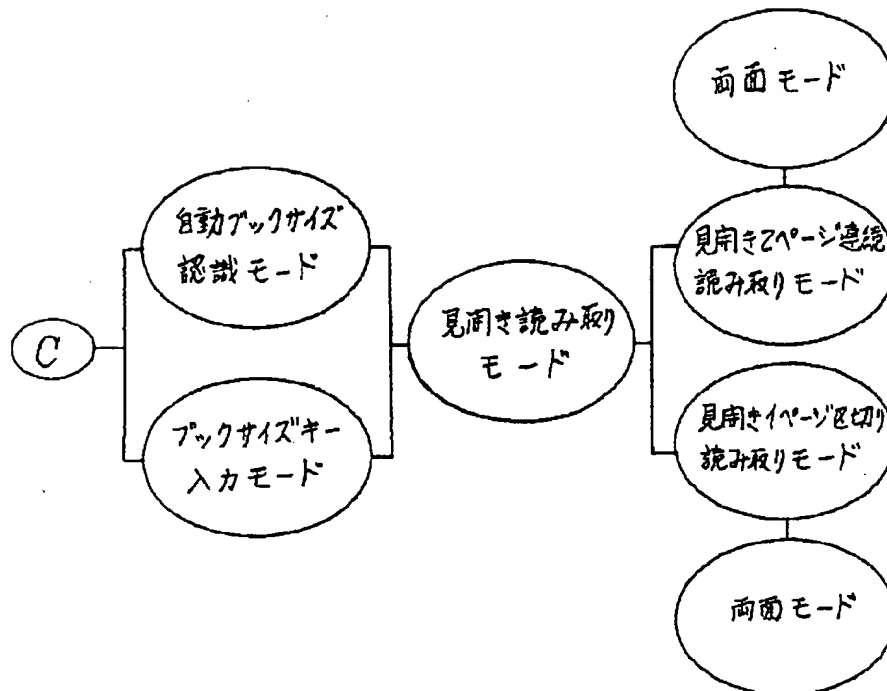 両面モード
自動ブックサイズ
認識モード
見開き2ページ連続
読み取りモード
C
見開き読み取り
モード
ブックサイズキー
入力モード
見開き1ページ区切り
読み取りモード
両面モード